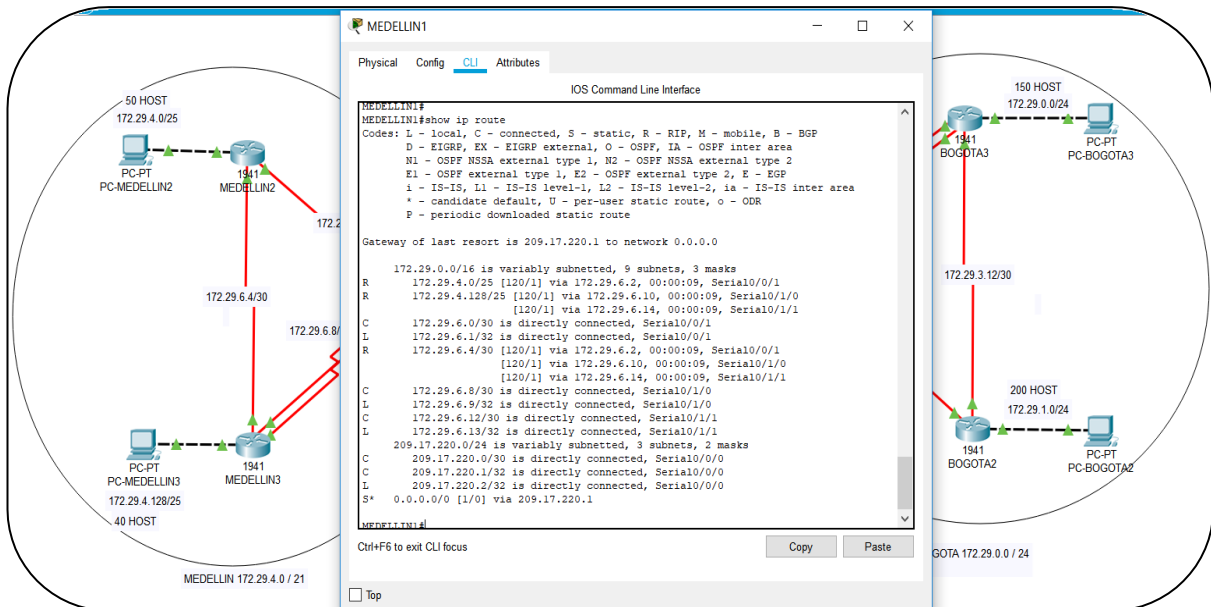 MEDELLIN1
Physical Config CLI Attributes
IOS Command Line Interface
MEDELLIN1#
MEDELLIN1#show ip route
Codes: L - local, C - connected, S - static, R - RIP, M - mobile, B - BGP
D - EIGRP, EX - EIGRP external, O - OSPF, IA - OSPF inter area
N1 - OSPF NSSA external type 1, N2 - OSPF NSSA external type 2
E1 - OSPF external type 1, E2 - OSPF external type 2, E - EGP
i - IS-IS, L1 - IS-IS level-1, L2 - IS-IS level-2, ia - IS-IS inter area
* - candidate default, U - per-user static route, o - ODR
P - periodic downloaded static route
Gateway of last resort is 209.17.220.1 to network 0.0.0.0
172.29.0.0/16 is variably subnetted, 9 subnets, 3 masks
R 172.29.4.0/25 [120/1] via 172.29.6.2, 00:00:09, Serial0/0/1
R 172.29.4.128/25 [120/1] via 172.29.6.10, 00:00:09, Serial0/1/0
[120/1] via 172.29.6.14, 00:00:09, Serial0/1/1
C 172.29.6.0/30 is directly connected, Serial0/0/1
L 172.29.6.1/32 is directly connected, Serial0/0/1
R 172.29.6.4/30 [120/1] via 172.29.6.2, 00:00:09, Serial0/0/1
[120/1] via 172.29.6.10, 00:00:09, Serial0/1/0
[120/1] via 172.29.6.14, 00:00:09, Serial0/1/1
C 172.29.6.8/30 is directly connected, Serial0/1/0
L 172.29.6.9/32 is directly connected, Serial0/1/0
C 172.29.6.12/30 is directly connected, Serial0/1/1
L 172.29.6.13/32 is directly connected, Serial0/1/1
209.17.220.0/24 is variably subnetted, 3 subnets, 2 masks
C 209.17.220.0/30 is directly connected, Serial0/0/0
C 209.17.220.1/32 is directly connected, Serial0/0/0
L 209.17.220.2/32 is directly connected, Serial0/0/0
S* 0.0.0.0/0 [1/0] via 209.17.220.1
MEDELLIN1#
Ctrl+F6 to exit CLI focus
Copy Paste
Top
50 HOST
172.29.4.0/25
PC-PT
PC-MEDELLIN2
1941
MEDELLIN2
172.2
172.29.6.4/30
172.29.6.8/
PC-PT
PC-MEDELLIN3
1941
MEDELLIN3
172.29.4.128/25
40 HOST
MEDELLIN 172.29.4.0 / 21
150 HOST
172.29.0.0/24
1941
BOGOTA3
PC-PT
PC-BOGOTA3
172.29.3.12/30
200 HOST
172.29.1.0/24
1941
BOGOTA2
PC-PT
PC-BOGOTA2
GOTA 172.29.0.0 / 24